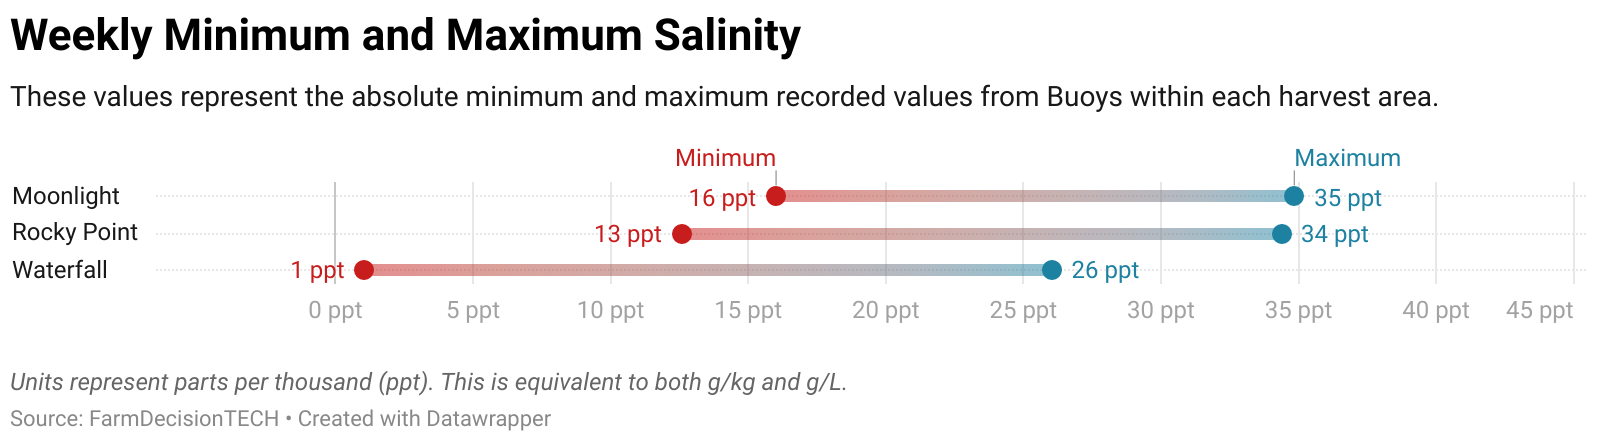 Weekly Minimum and Maximum Salinity
These values represent the absolute minimum and maximum recorded values from Buoys within each harvest area.
Minimum Maximum
Moonlight 16 ppt 35 ppt
Rocky Point 13 ppt 34 ppt
Waterfall 1 ppt 26 ppt
0 ppt 5 ppt 10 ppt 15 ppt 20 ppt 25 ppt 30 ppt 35 ppt 40 ppt 45 ppt
Units represent parts per thousand (ppt). This is equivalent to both g/kg and g/L.
Source: FarmDecisionTECH • Created with Datawrapper